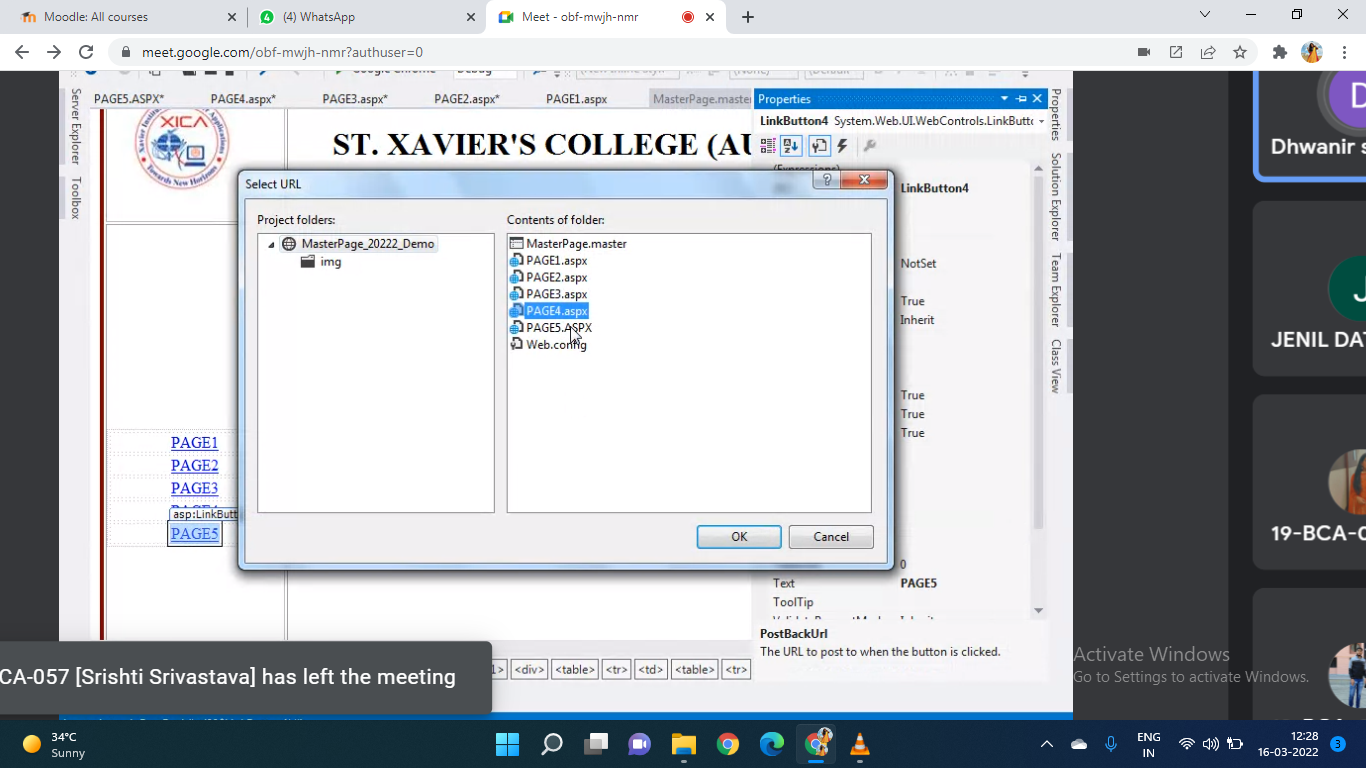 Moodle: All courses
(4) WhatsApp
Meet - obf-mwjh-nmr
meet.google.com/obf-mwjh-nmr?authuser=0
Google Chrome
Debug
(New Inline Style
(None)
(Default
PAGE5.ASPX*
PAGE4.aspx*
PAGE3.aspx*
PAGE2.aspx*
PAGE1.aspx
MasterPage.master
Server Explorer
Toolbox
XICA
ST. XAVIER'S COLLEGE (AU
Properties
LinkButton4 System.Web.UI.WebControls.LinkButto
(Expressions)
LinkButton4
NotSet
True
Inherit
True
True
True
0
Text PAGE5
ToolTip
Inherit
PostBackUrl
The URL to post to when the button is clicked.
Properties
Solution Explorer
Team Explorer
Class View
Select URL
Project folders:
MasterPage_20222_Demo
img
Contents of folder:
MasterPage.master
PAGE1.aspx
PAGE2.aspx
PAGE3.aspx
PAGE4.aspx
PAGE5.ASPX
Web.config
OK
Cancel
PAGE1
PAGE2
PAGE3
asp:LinkButt
PAGE5
<div> <table> <tr> <td> <table> <tr>
CA-057 [Srishti Srivastava] has left the meeting
D
Dhwanir s
J
JENIL DAT
19-BCA-0
Activate Windows
Go to Settings to activate Windows.
34°C
Sunny
ENG
IN
12:28
16-03-2022
3